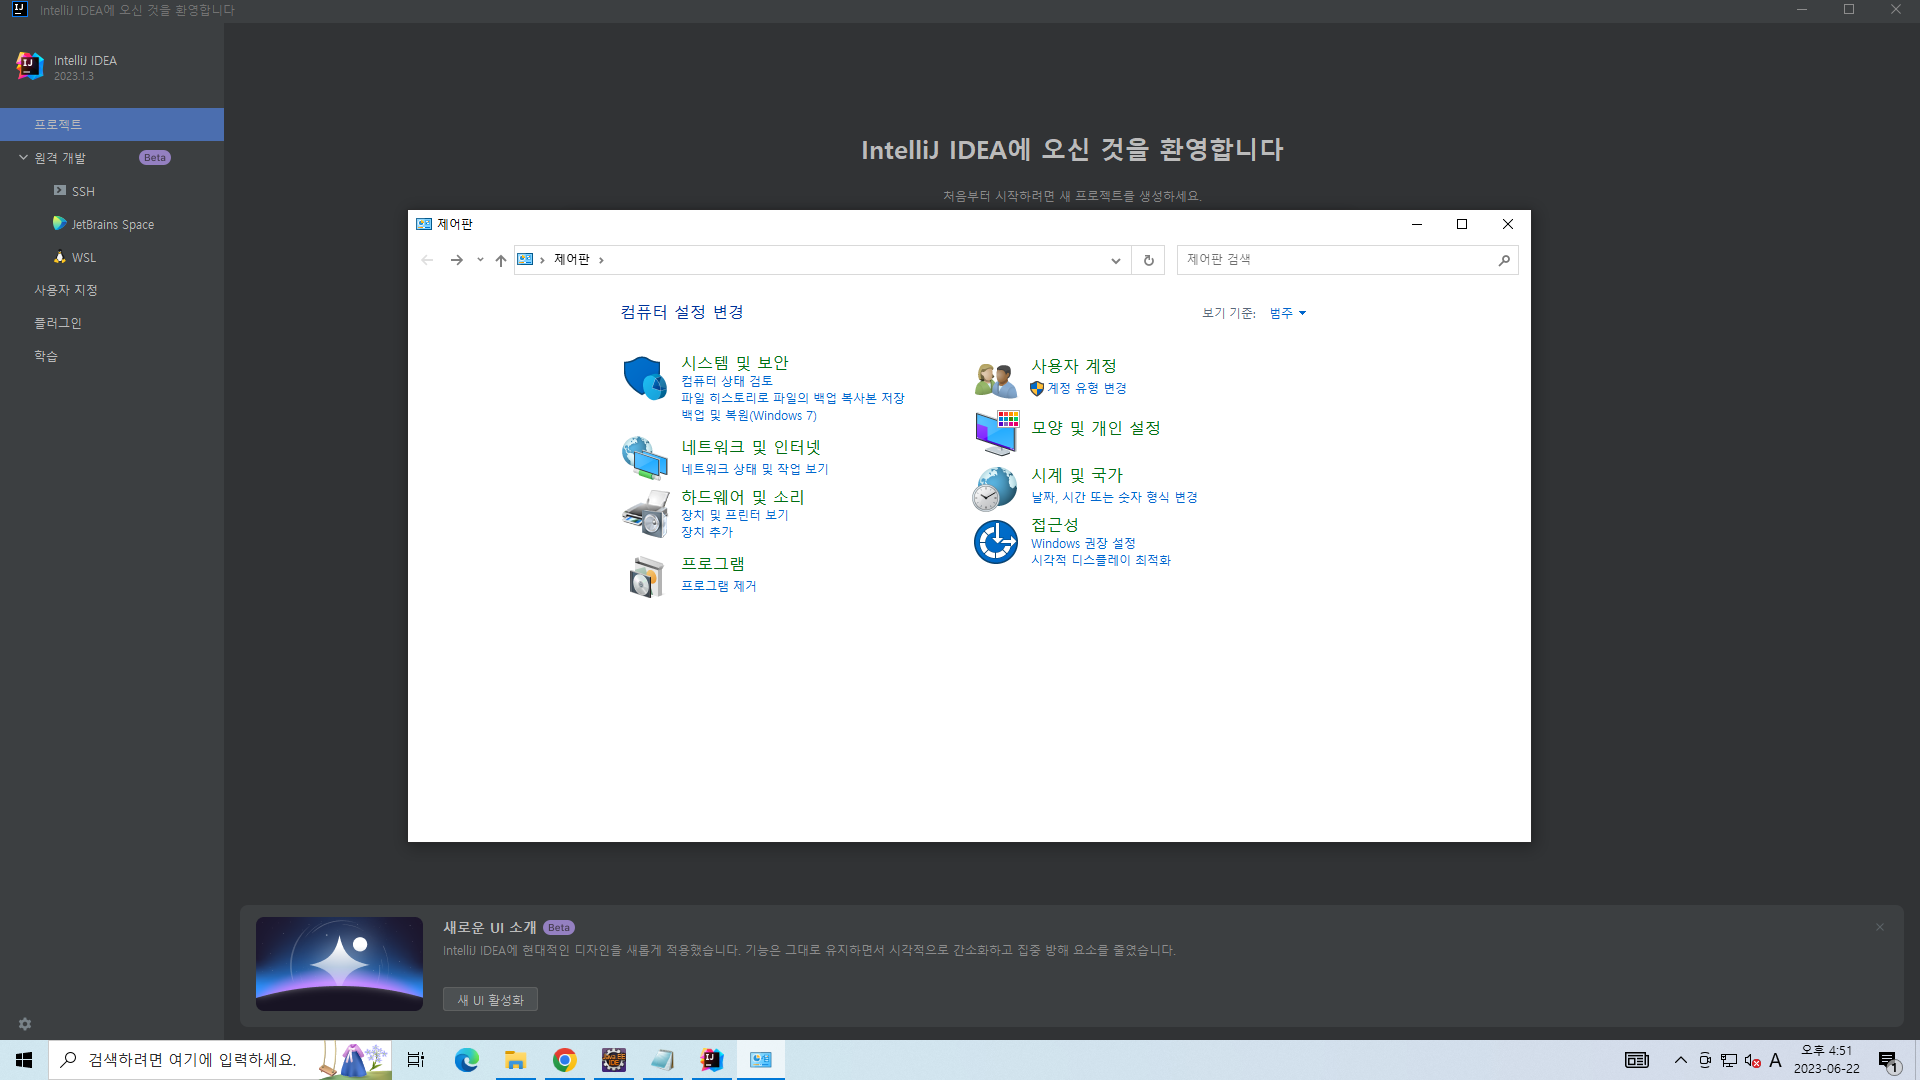 IntelliJ IDEA에 오신 것을 환영합니다
IntelliJ IDEA
2023.1.3
프로젝트
원격 개발 Beta
SSH
JetBrains Space
WSL
사용자 지정
플러그인
학습
IntelliJ IDEA에 오신 것을 환영합니다
처음부터 시작하려면 새 프로젝트를 생성하세요.
제어판
제어판
제어판 검색
컴퓨터 설정 변경
보기 기준: 범주
시스템 및 보안
컴퓨터 상태 검토
파일 히스토리로 파일의 백업 복사본 저장
백업 및 복원(Windows 7)
네트워크 및 인터넷
네트워크 상태 및 작업 보기
하드웨어 및 소리
장치 및 프린터 보기
장치 추가
프로그램
프로그램 제거
사용자 계정
계정 유형 변경
모양 및 개인 설정
시계 및 국가
날짜, 시간 또는 숫자 형식 변경
접근성
Windows 권장 설정
시각적 디스플레이 최적화
새로운 UI 소개 Beta
IntelliJ IDEA에 현대적인 디자인을 새롭게 적용했습니다. 기능은 그대로 유지하면서 시각적으로 간소화하고 집중 방해 요소를 줄였습니다.
새 UI 활성화
검색하려면 여기에 입력하세요.
A
오후 4:51
2023-06-22
1